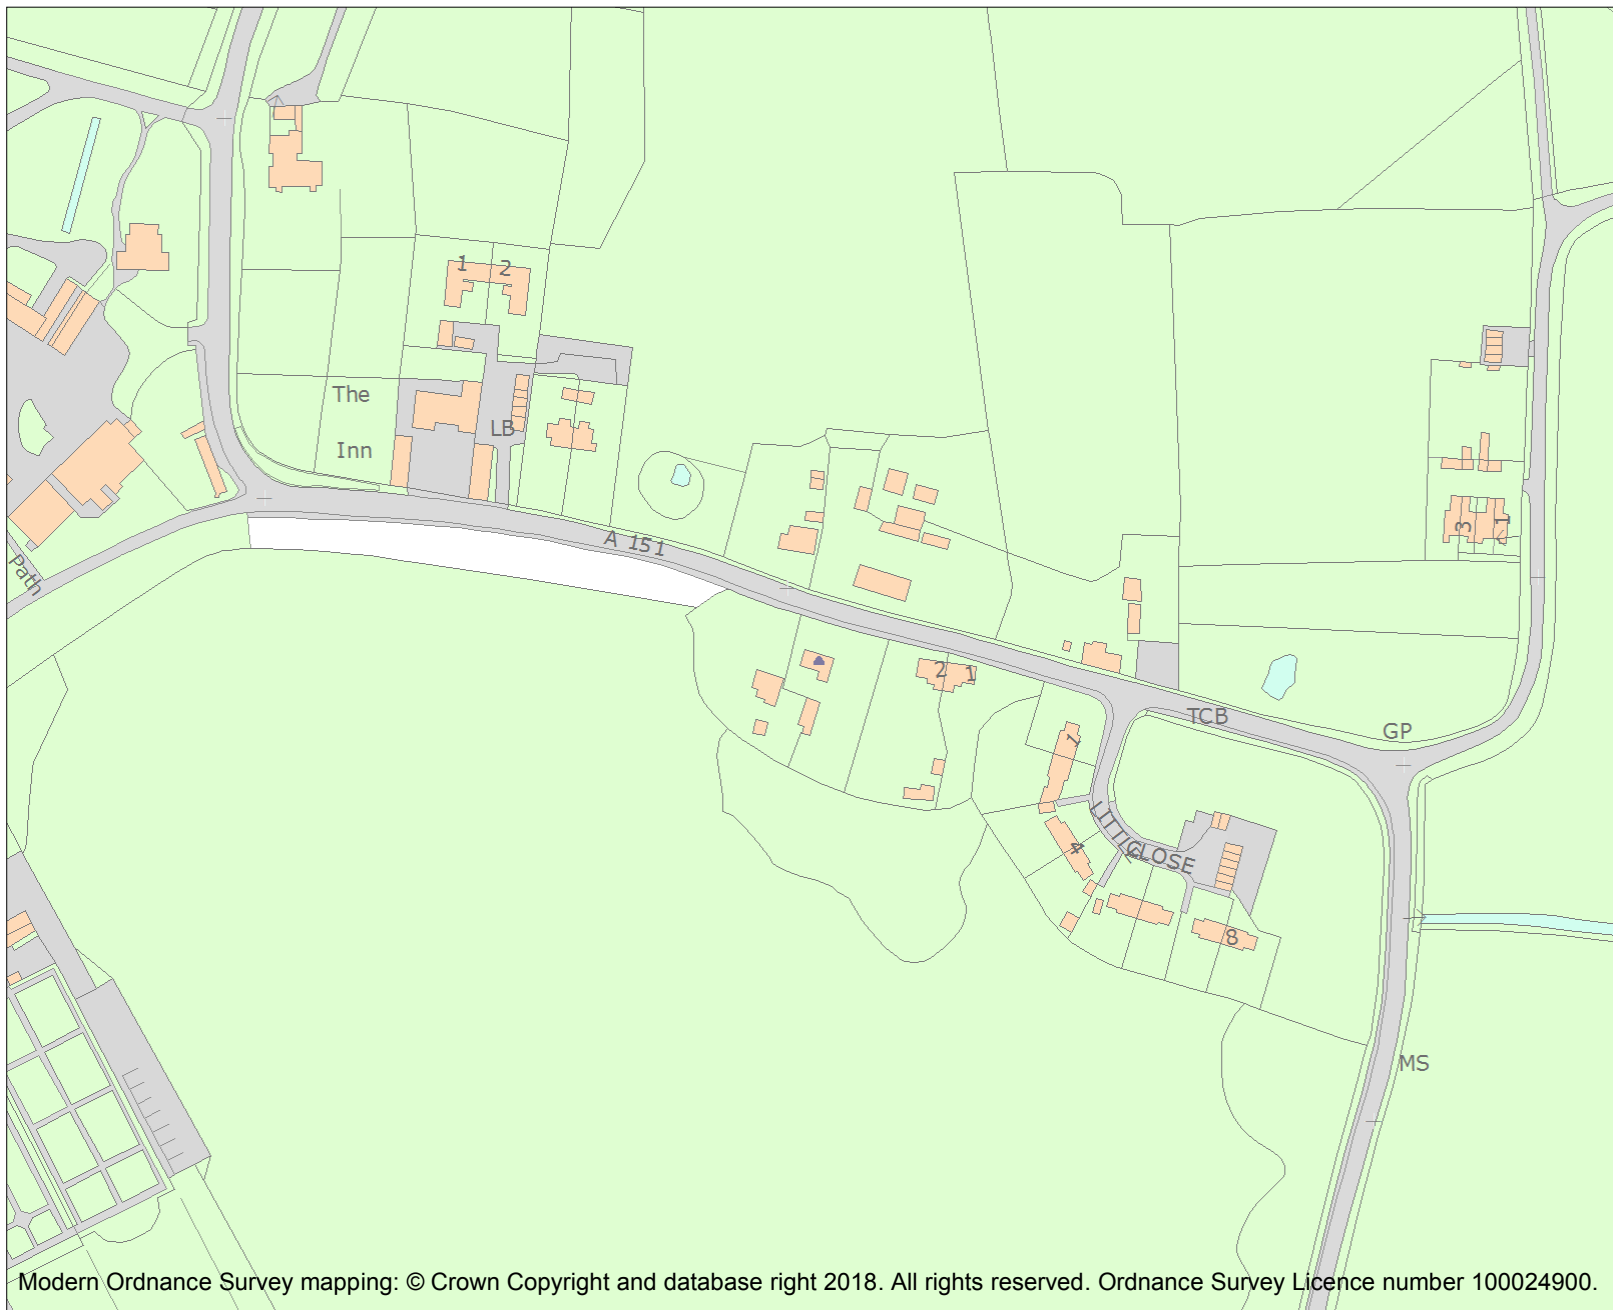 1
2
The
Inn
LB
Path
A 151
3
1
2
1
TCB
GP
1
LITTLE
CLOSE
4
8
MS
Modern Ordnance Survey mapping: © Crown Copyright and database right 2018. All rights reserved. Ordnance Survey Licence number 100024900.